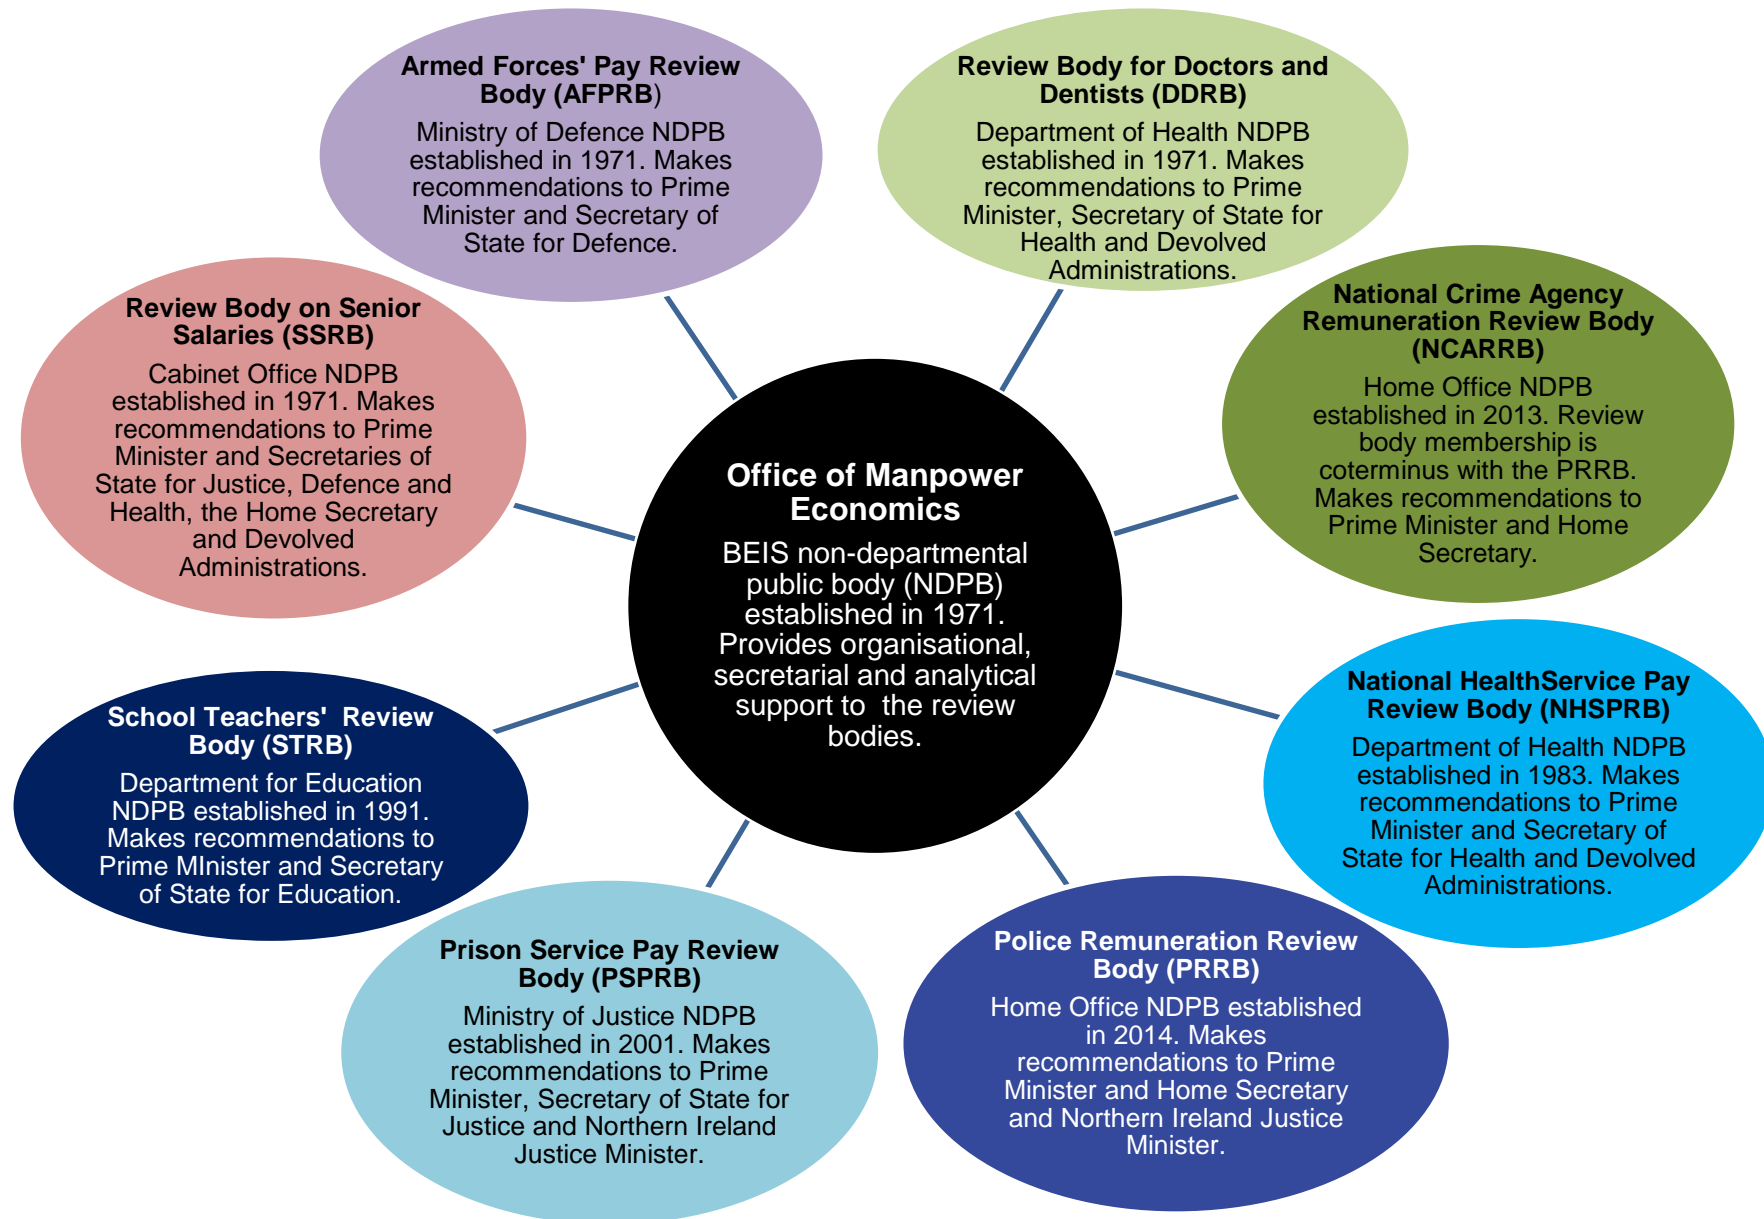 Armed Forces' Pay Review
Body (AFPRB)
Ministry of Defence NDPB
established in 1971. Makes
recommendations to Prime
Minister and Secretary of
State for Defence.
Review Body for Doctors and
Dentists (DDRB)
Department of Health NDPB
established in 1971. Makes
recommendations to Prime
Minister, Secretary of State for
Health and Devolved
Administrations.
Review Body on Senior
Salaries (SSRB)
Cabinet Office NDPB
established in 1971. Makes
recommendations to Prime
Minister and Secretaries of
State for Justice, Defence and
Health, the Home Secretary
and Devolved
Administrations.
National Crime Agency
Remuneration Review Body
(NCARRB)
Home Office NDPB
established in 2013. Review
body membership is
coterminus with the PRRB.
Makes recommendations to
Prime Minister and Home
Secretary.
Office of Manpower
Economics
BEIS non-departmental
public body (NDPB)
established in 1971.
Provides organisational,
secretarial and analytical
support to  the review
bodies.
School Teachers'  Review
Body (STRB)
Department for Education
NDPB established in 1991.
Makes recommendations to
Prime MInister and Secretary
of State for Education.
National HealthService Pay
Review Body (NHSPRB)
Department of Health NDPB
established in 1983. Makes
recommendations to Prime
Minister and Secretary of
State for Health and Devolved
Administrations.
Prison Service Pay Review
Body (PSPRB)
Ministry of Justice NDPB
established in 2001. Makes
recommendations to Prime
Minister, Secretary of State for
Justice and Northern Ireland
Justice Minister.
Police Remuneration Review
Body (PRRB)
Home Office NDPB established
in 2014. Makes
recommendations to Prime
Minister and Home Secretary
and Northern Ireland Justice
Minister.